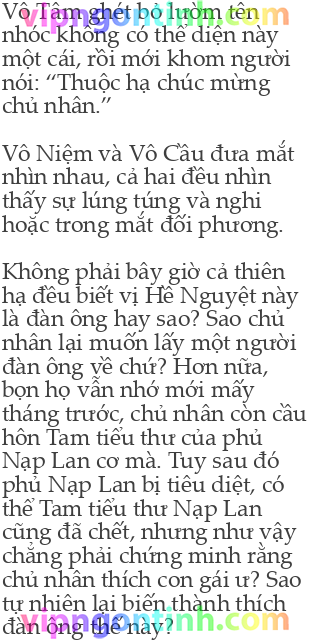 Vô Tâm ghét bỏ lườm tên
nhóc không có thể diện này
một cái, rồi mới khom người
nói: “Thuộc hạ chúc mừng
chủ nhân.”
Vô Niệm và Vô Cầu đưa mắt
nhìn nhau, cả hai đều nhìn
thấy sự lúng túng và nghi
hoặc trong mắt đối phương.
Không phải bây giờ cả thiên
hạ đều biết vị Hề Nguyệt này
là đàn ông hay sao? Sao chủ
nhân lại muốn lấy một người
đàn ông về chứ? Hơn nữa,
bọn họ vẫn nhớ mới mấy
tháng trước, chủ nhân còn cầu
hôn Tam tiểu thư của phủ
Nạp Lan cơ mà. Tuy sau đó
phủ Nạp Lan bị tiêu diệt, có
thể Tam tiểu thư Nạp Lan
cũng đã chết, nhưng như vậy
chẳng phải chứng minh rằng
chủ nhân thích con gái ư? Sao
tự nhiên lại biến thành thích
đàn ông thế này?
vipngontinh.com
vipngontinh.com